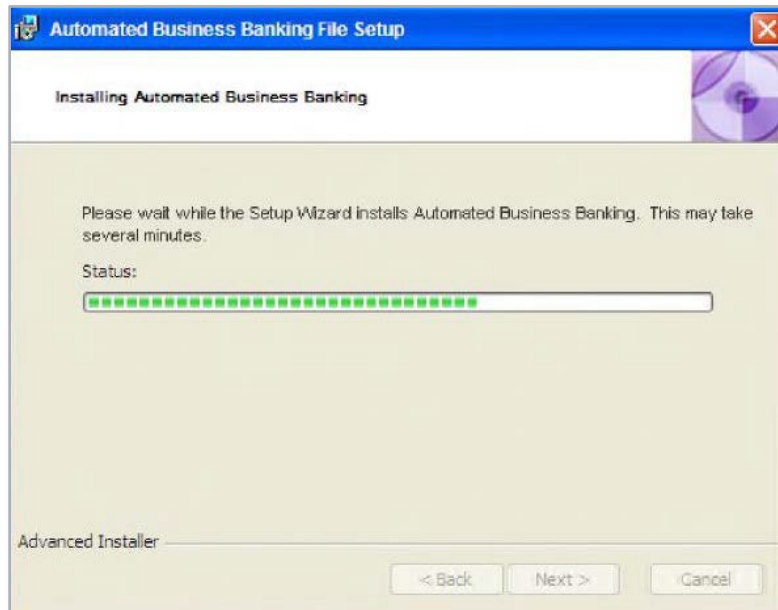 Automated Business Banking File Setup
Installing Automated Business Banking
Please wait while the Setup Wizard installs Automated Business Banking. This may take
several minutes.
Status:
Advanced Installer
< Back Next > Cancel